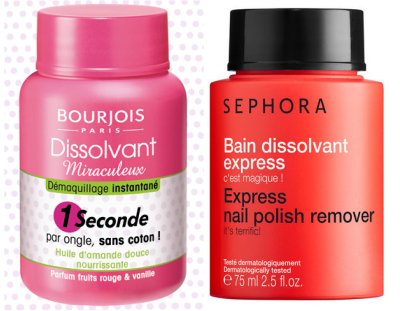 BOURJOIS
PARIS
Dissolvant
Miraculeux
Démaquillage instantané
1 Seconde
par ongle, sans coton !
Huile d'amande douce
nourrissante
Parfum fruits rouge & vanille
SEPHORA
Bain dissolvant
express
c'est magique !
Express
nail polish remover
it's terrific!
Testé dermatologiquement
Dermatologically tested
e 75 ml 2.5 fl.oz.